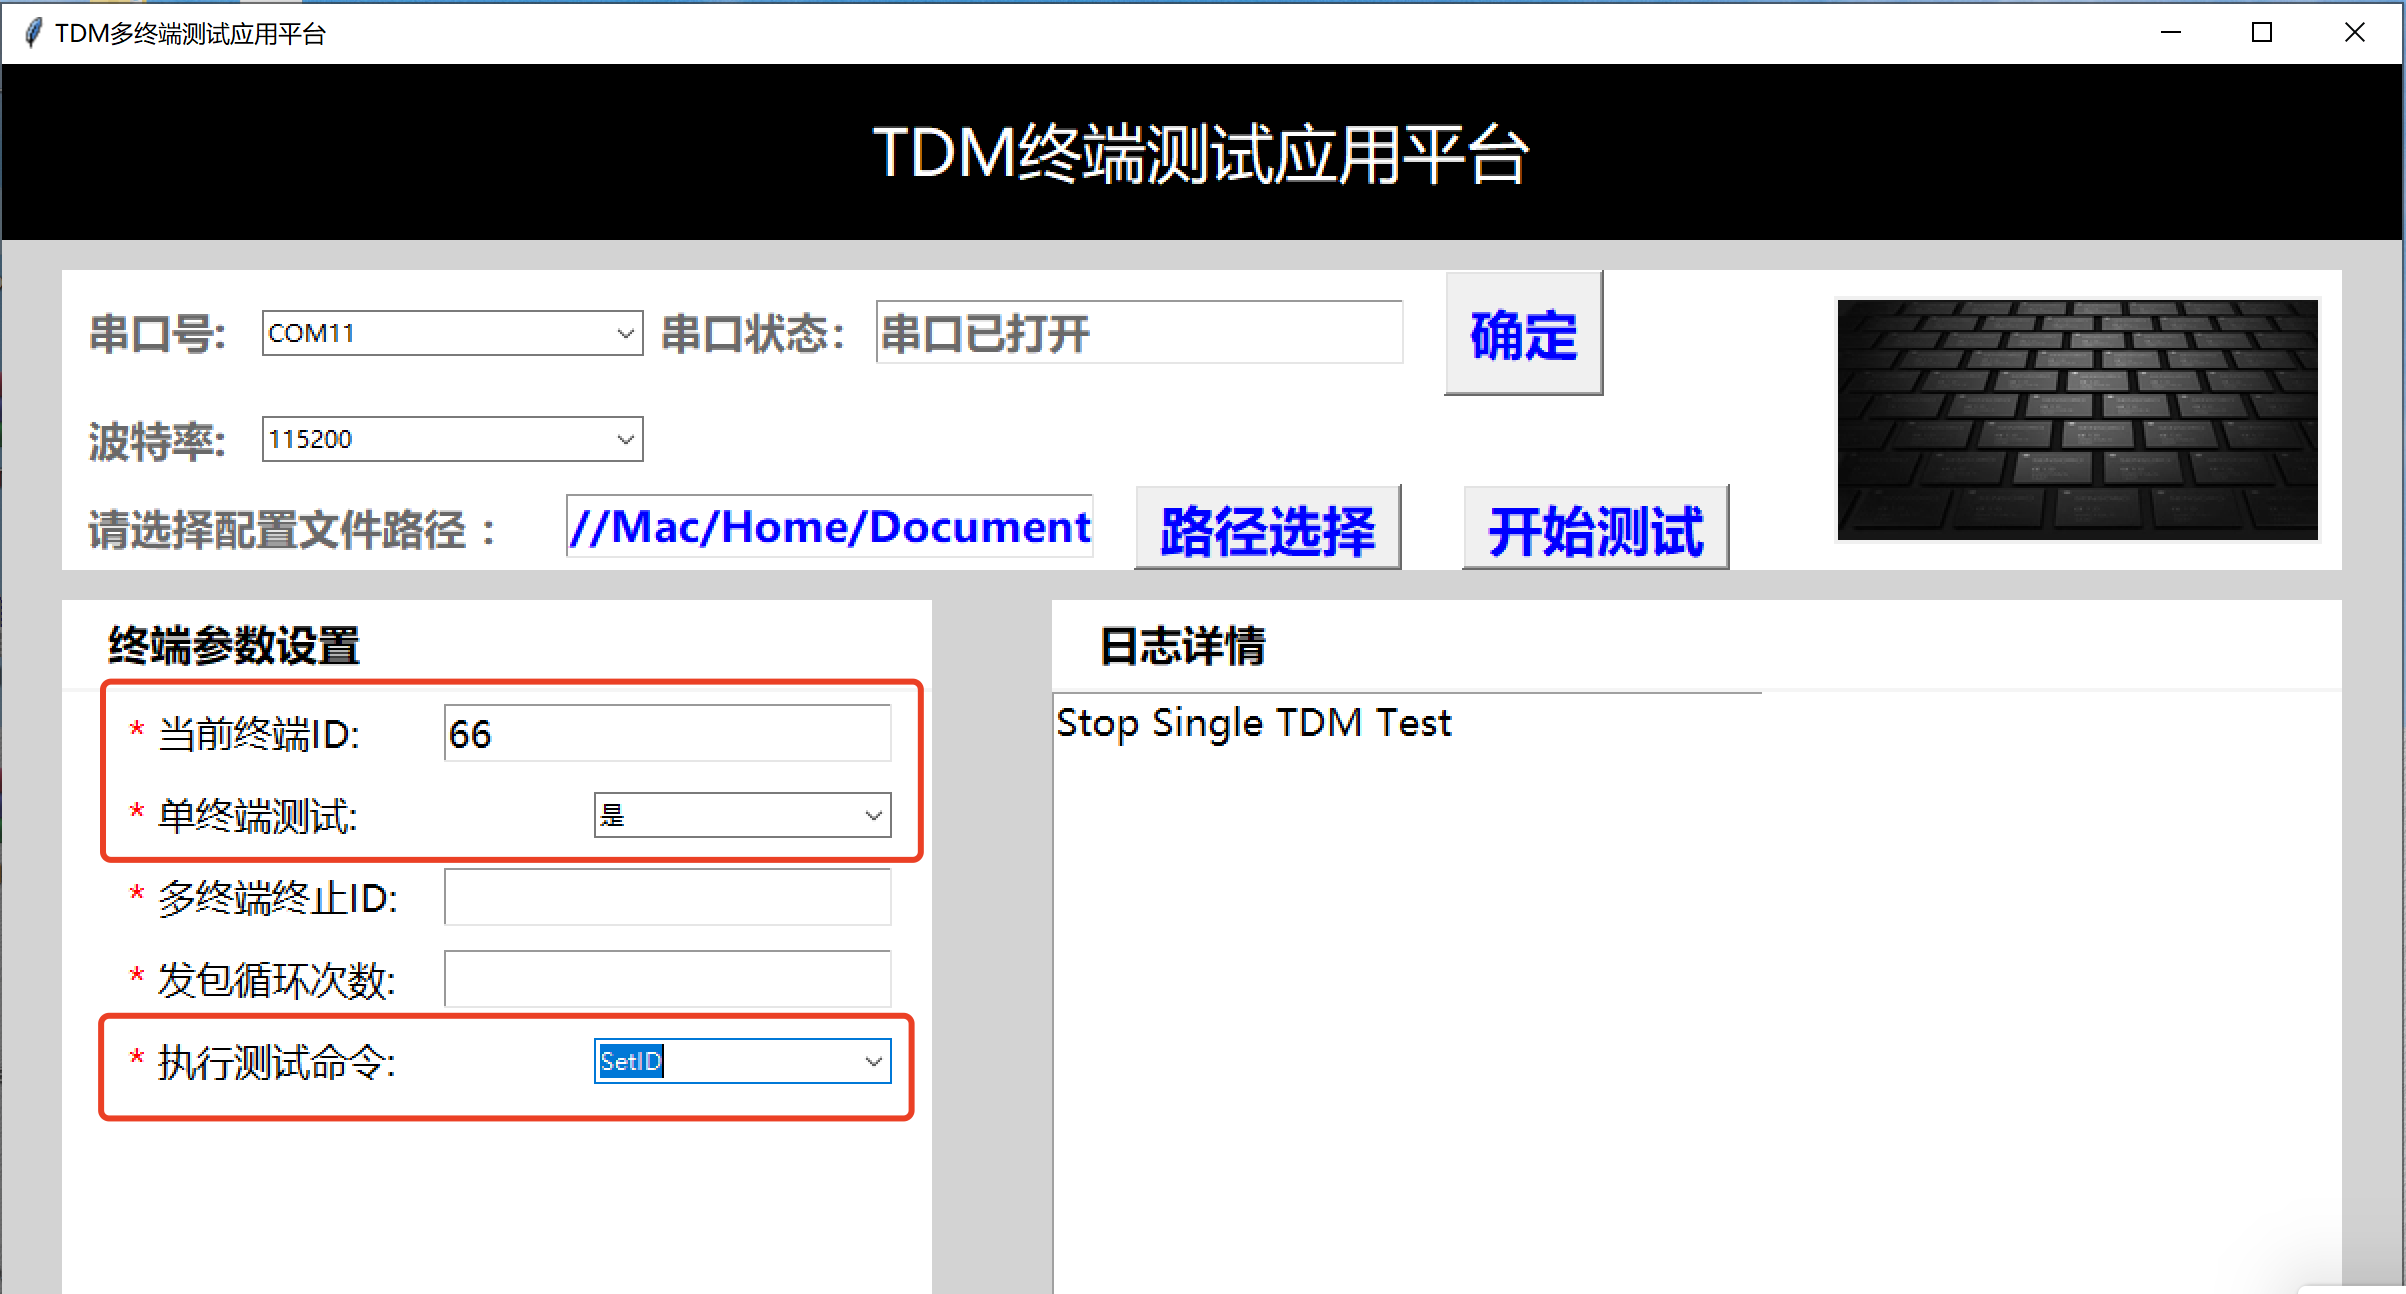 TDM多终端测试应用平台
TDM终端测试应用平台
串口号: COM11 串口状态: 串口已打开 确定
波特率: 115200
请选择配置文件路径： //Mac/Home/Document 路径选择 开始测试
终端参数设置
* 当前终端ID: 66
* 单终端测试: 是
* 多终端终止ID:
* 发包循环次数:
* 执行测试命令: SetID
日志详情
Stop Single TDM Test